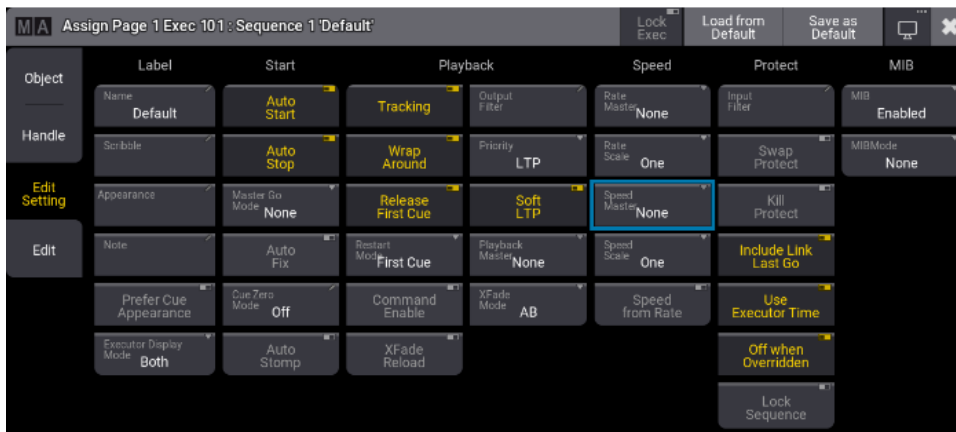 MA Assign Page 1 Exec 101 : Sequence 1 'Default'
Lock Exec
Load from Default
Save as Default
Object
Handle
Edit Setting
Edit
Label
Start
Playback
Speed
Protect
MIB
Name
Default
Auto Start
Tracking
Output Filter
Rate Master None
Input Filter
MIB
Enabled
Scribble
Auto Stop
Wrap Around
Priority
LTP
Rate Scale One
Swap Protect
MIBMode
None
Appearance
Master Go Mode None
Release First Cue
Soft LTP
Speed Master None
Kill Protect
Note
Auto Fix
Restart Mode First Cue
Playback Master None
Speed Scale One
Include Link Last Go
Prefer Cue Appearance
Cue Zero Mode Off
Command Enable
XFade Mode AB
Speed from Rate
Use Executor Time
Executor Display Mode Both
Auto Stomp
XFade Reload
Off when Overridden
Lock Sequence